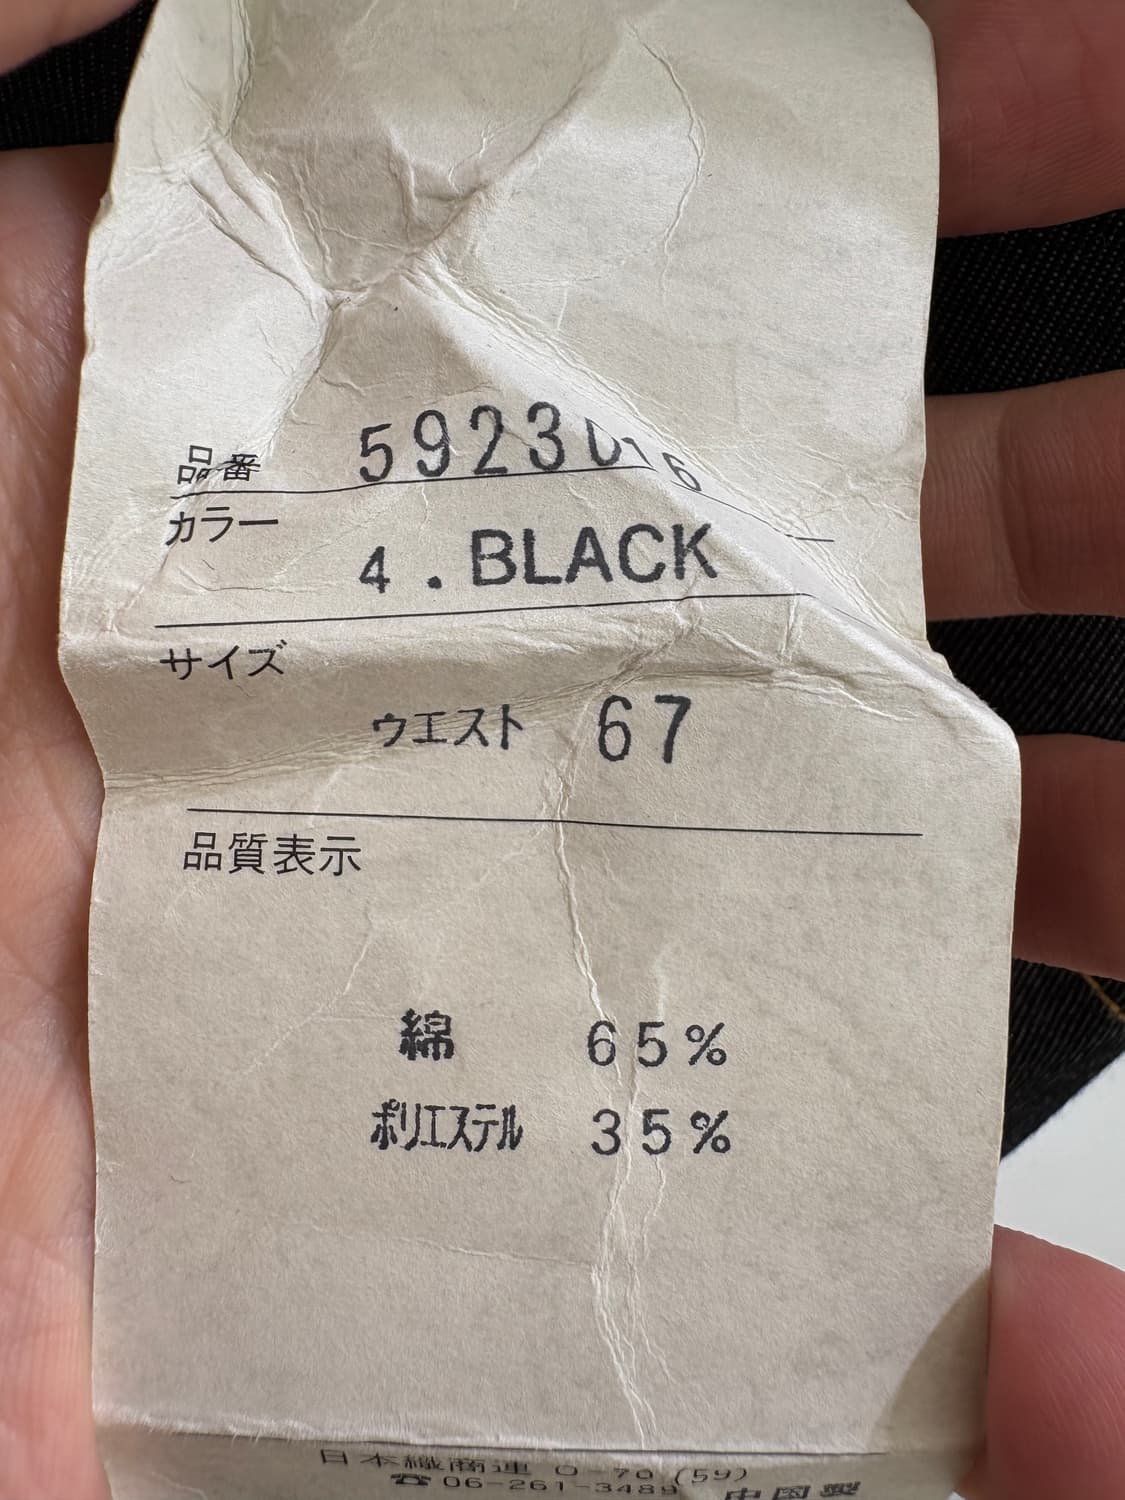 品番 592301 6
カラー
4.BLACK
サイズ
ウエスト 67
品質表示
綿 65%
ポリエステル 35%
日本繊商連 O-70 (59)
☎06-261-3489 中国製